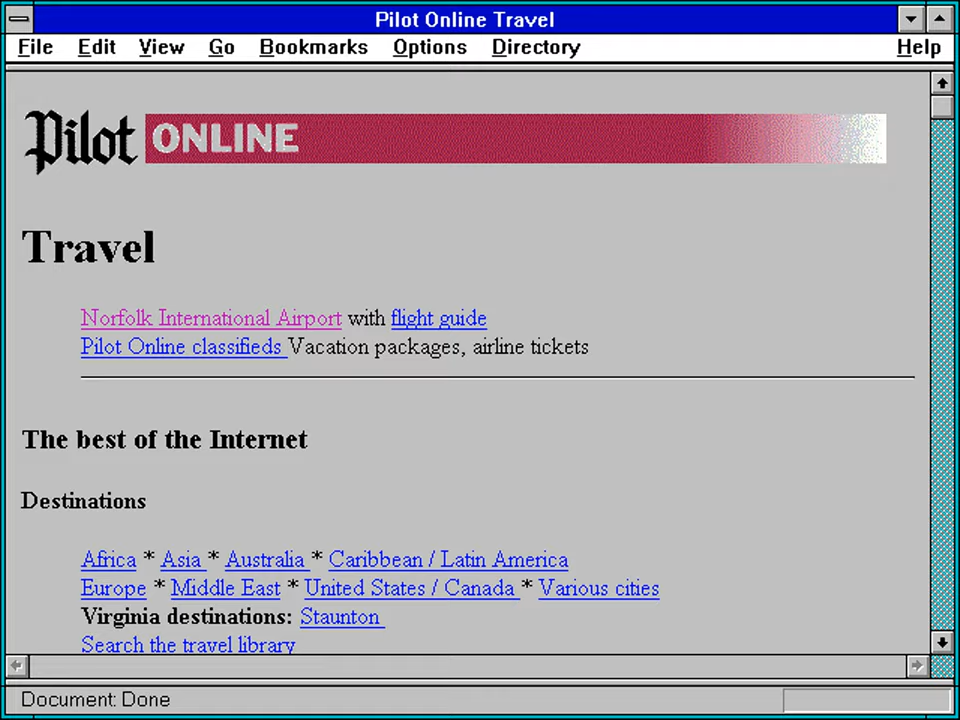 Pilot Online Travel
File Edit View Go Bookmarks Options Directory Help
Pilot ONLINE
Travel
Norfolk International Airport with flight guide
Pilot Online classifieds Vacation packages, airline tickets
The best of the Internet
Destinations
Africa * Asia * Australia * Caribbean / Latin America
Europe * Middle East * United States / Canada * Various cities
Virginia destinations: Staunton
Search the travel library
Document: Done